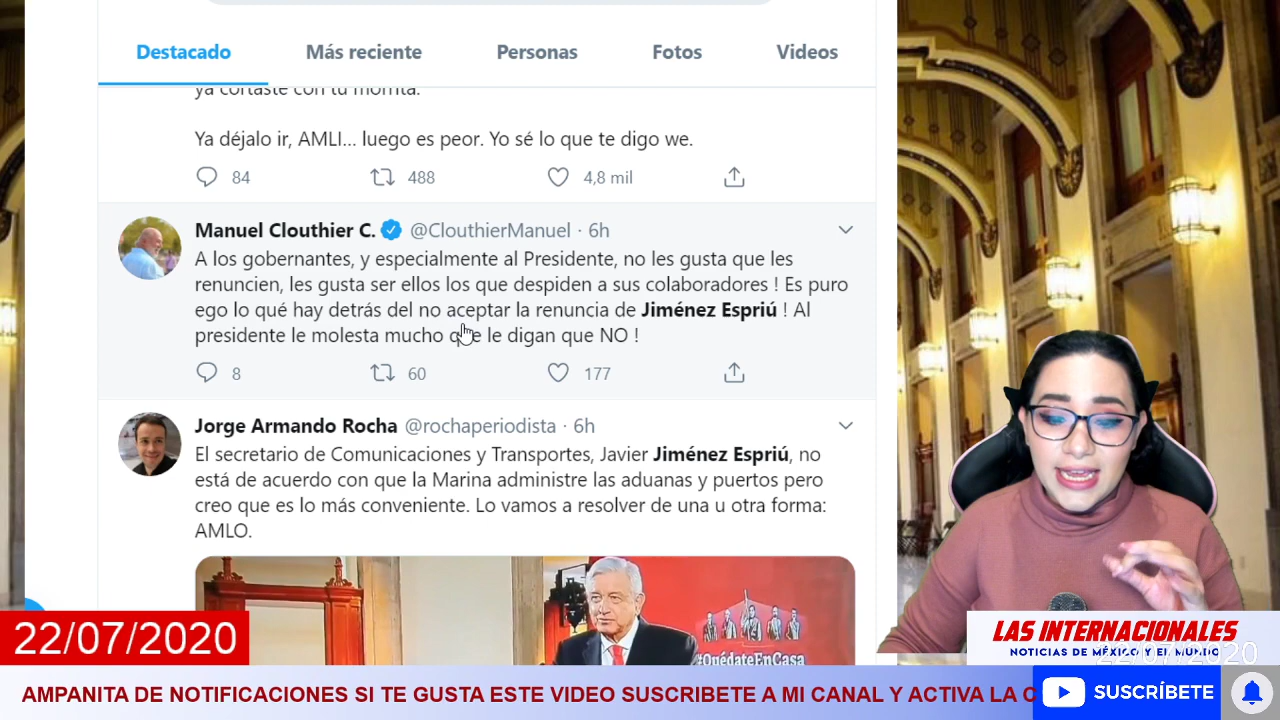 Destacado Más reciente Personas Fotos Videos
ya cortaste con tu morrita.
Ya déjalo ir, AMLI... luego es peor. Yo sé lo que te digo we.
84 488 4,8 mil
Manuel Clouthier C. @ClouthierManuel · 6h
A los gobernantes, y especialmente al Presidente, no les gusta que les
renuncien, les gusta ser ellos los que despiden a sus colaboradores ! Es puro
ego lo qué hay detrás del no aceptar la renuncia de Jiménez Espriú ! Al
presidente le molesta mucho que le digan que NO !
8 60 177
Jorge Armando Rocha @rochaperiodista · 6h
El secretario de Comunicaciones y Transportes, Javier Jiménez Espriú, no
está de acuerdo con que la Marina administre las aduanas y puertos pero
creo que es lo más conveniente. Lo vamos a resolver de una u otra forma:
AMLO.
#QuédateEnCasa
22/07/2020
LAS INTERNACIONALES
NOTICIAS DE MÉXICO Y EL MUNDO
22/07/2020
AMPANITA DE NOTIFICACIONES SI TE GUSTA ESTE VIDEO SUSCRIBETE A MI CANAL Y ACTIVA LA C
SUSCRÍBETE